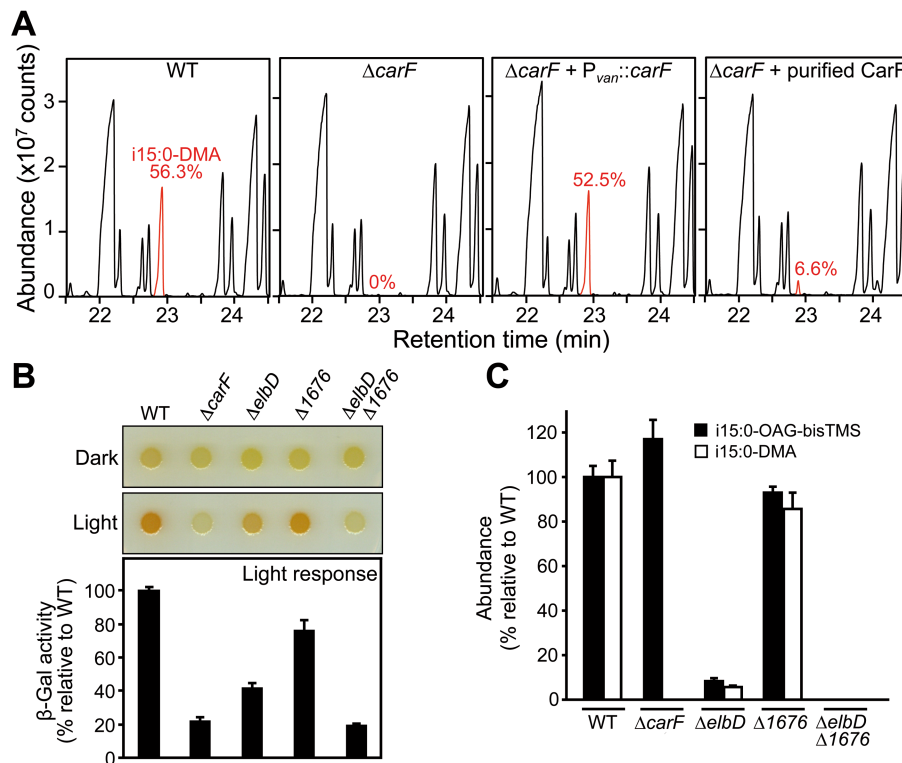 A
WT
ΔcarF
ΔcarF + Pvan::carF
ΔcarF + purified CarF
Abundance (x10⁷ counts)
3
2
1
0
i15:0-DMA
56.3%
0%
52.5%
6.6%
22 23 24
22 23 24
22 23 24
22 23 24
Retention time (min)
B
WT
ΔcarF
ΔelbD
Δ1676
ΔelbD
Δ1676
Dark
Light
Light response
β-Gal activity
(% relative to WT)
100
80
60
40
20
0
C
i15:0-OAG-bisTMS
i15:0-DMA
Abundance
(% relative to WT)
120
100
80
60
40
20
0
WT
ΔcarF
ΔelbD
Δ1676
ΔelbD
Δ1676